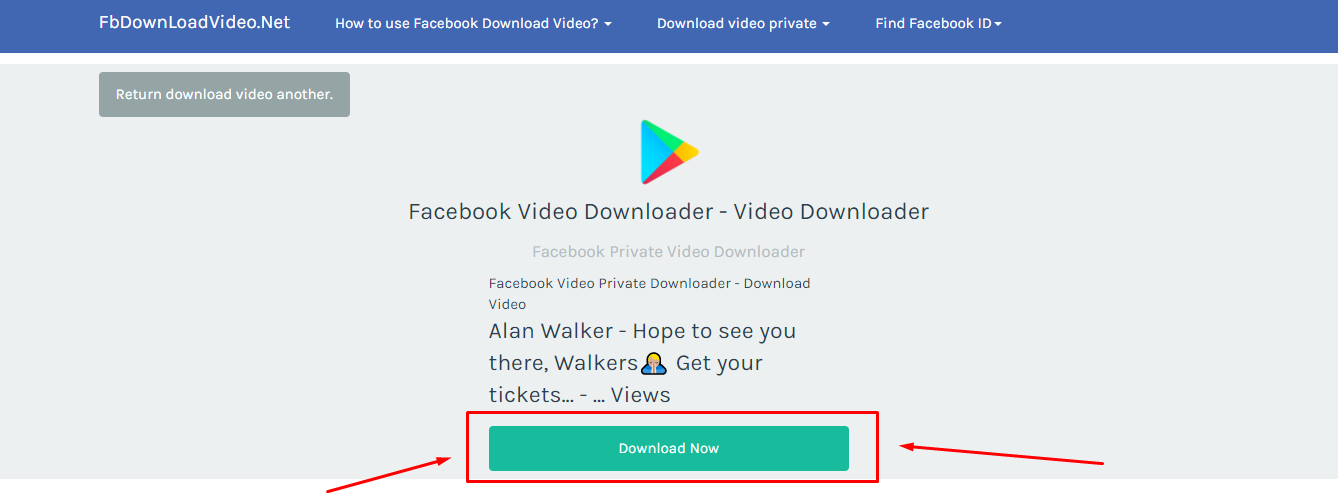 FbDownLoadVideo.Net How to use Facebook Download Video? Download video private Find Facebook ID
Return download video another.
Facebook Video Downloader - Video Downloader
Facebook Private Video Downloader
Facebook Video Private Downloader - Download
Video
Alan Walker - Hope to see you
there, Walkers🤦🏼 Get your
tickets... - ... Views
Download Now